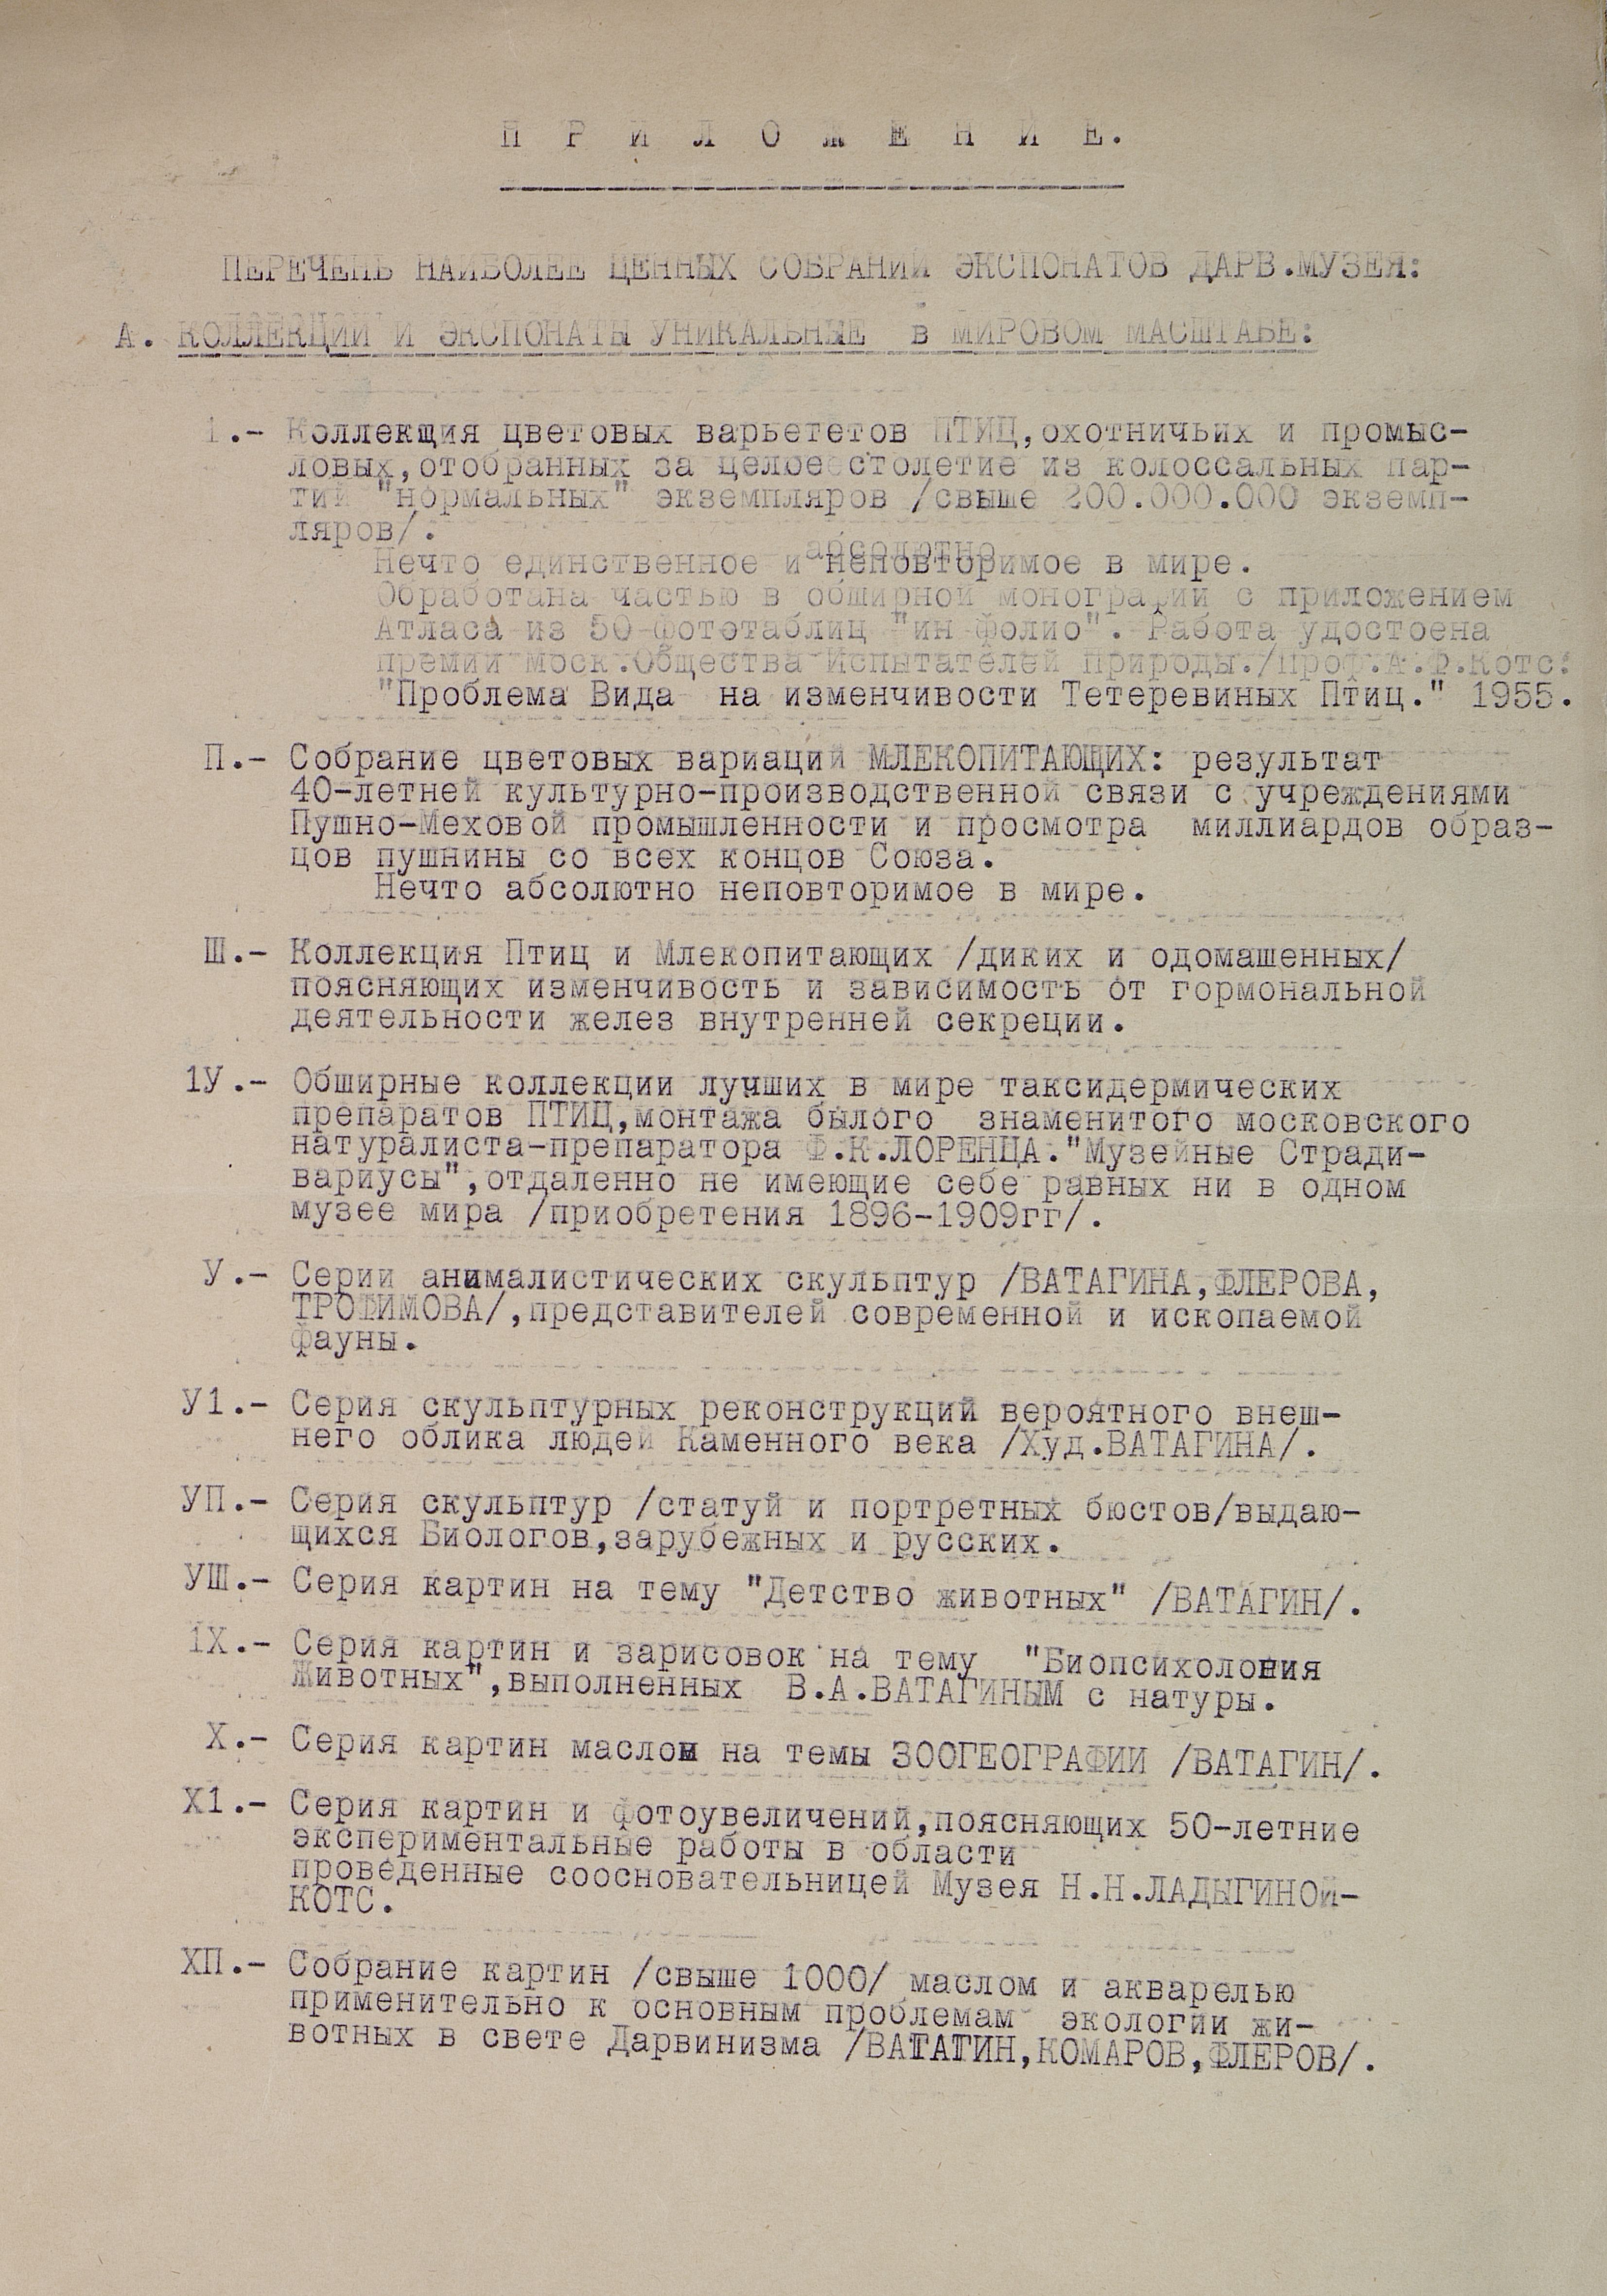 П Р И Л О Ж Е Н И Е.
ПЕРЕЧЕНЬ НАИБОЛЕЕ ЦЕННЫХ СОБРАНИЙ ЭКСПОНАТОВ ДАРВ.МУЗЕЯ:
А. КОЛЛЕКЦИИ И ЭКСПОНАТЫ УНИКАЛЬНЫЕ в МИРОВОМ МАСШТАБЕ:
1.- Коллекция цветовых варьететов ПТИЦ,охотничьих и промыс-
ловых,отобранных за целое столетие из колоссальных пар-
тий "нормальных" экземпляров /свыше 200.000.000 экземп-
ляров/.
абсолютно
Нечто единственное и неповторимое в мире.
Обработана частью в обширной монографии с приложением
Атласа из 50 фототаблиц "ин фолио". Работа удостоена
премии Моск.Общества Испытателей Природы./Проф.А.Ф.Котс:
"Проблема Вида на изменчивости Тетеревиных Птиц." 1955.
П.- Собрание цветовых вариаций МЛЕКОПИТАЮЩИХ: результат
40-летней культурно-производственной связи с учреждениями
Пушно-Меховой промышленности и просмотра миллиардов образ-
цов пушнины со всех концов Союза.
Нечто абсолютно неповторимое в мире.
Ш.- Коллекция Птиц и Млекопитающих /диких и одомашенных/
поясняющих изменчивость и зависимость от гормональной
деятельности желез внутренней секреции.
1У.- Обширные коллекции лучших в мире таксидермических
препаратов ПТИЦ,монтажа былого знаменитого московского
натуралиста-препаратора Ф.К.ЛОРЕНЦА."Музейные Стради-
вариусы",отдаленно не имеющие себе равных ни в одном
музее мира /приобретения 1896-1909гг/.
У.- Серии анималистических скульптур /ВАТАГИНА,ФЛЕРОВА,
ТРОФИМОВА/,представителей современной и ископаемой
фауны.
У1.- Серия скульптурных реконструкций вероятного внеш-
него облика людей Каменного века /Худ.ВАТАГИНА/.
УП.- Серия скульптур /статуй и портретных бюстов/выдаю-
щихся Биологов,зарубежных и русских.
УШ.- Серия картин на тему "Детство животных" /ВАТАГИН/.
1Х.- Серия картин и зарисовок на тему "Биопсихология
Животных",выполненных В.А.ВАТАГИНЫМ с натуры.
Х.- Серия картин маслом на темы ЗООГЕОГРАФИИ /ВАТАГИН/.
Х1.- Серия картин и фотоувеличений,поясняющих 50-летние
экспериментальные работы в области
проведенные соосновательницей Музея Н.Н.ЛАДЫГИНОй-
КОТС.
ХП.- Собрание картин /свыше 1000/ маслом и акварелью
применительно к основным проблемам экологии жи-
вотных в свете Дарвинизма /ВАТАГИН,КОМАРОВ,ФЛЕРОВ/.